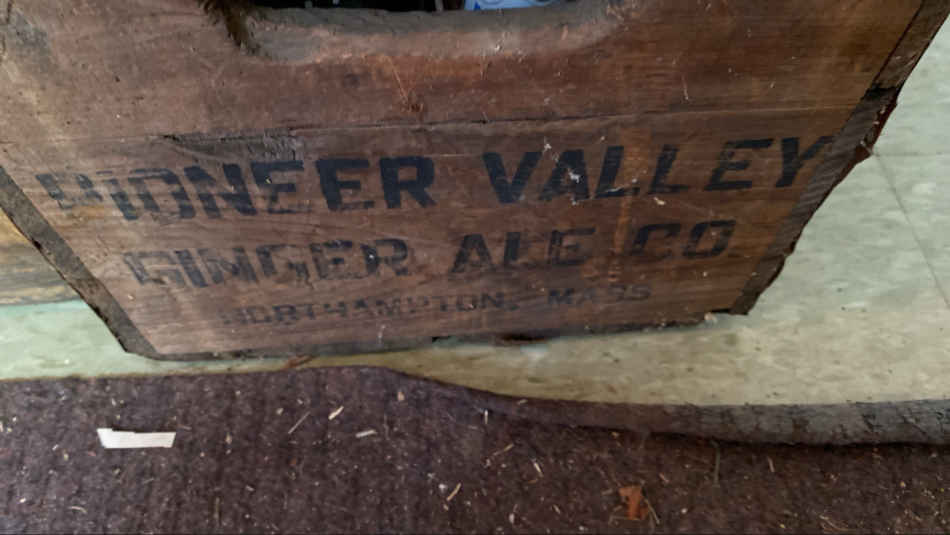 PIONEER VALLEY
GINGER ALE CO.
NORTHAMPTON, MASS